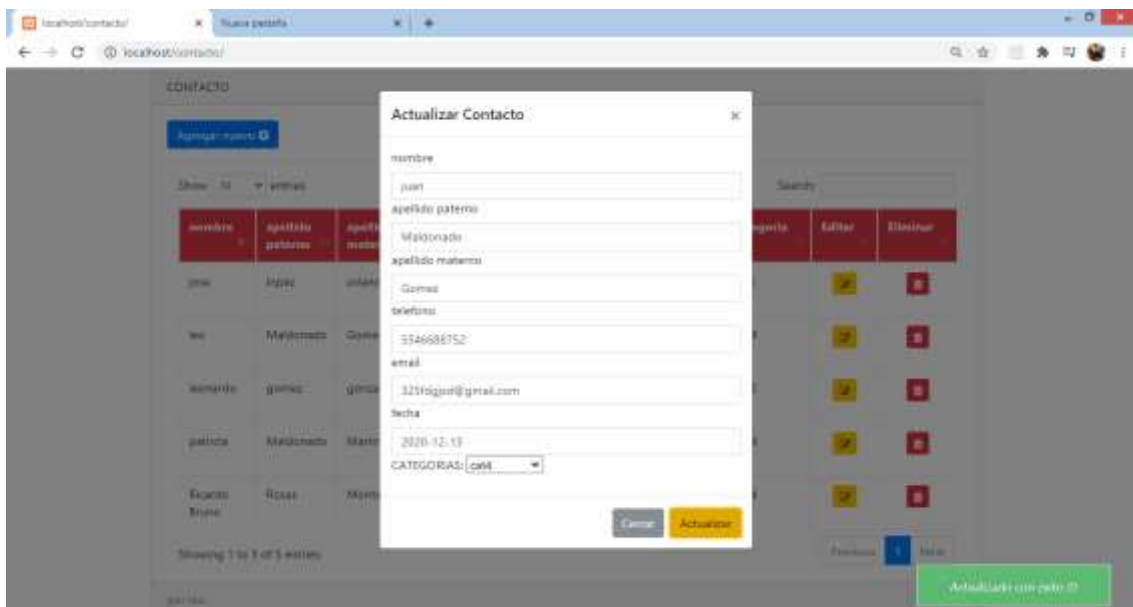 localhost/contacto/
Nueva pestaña
localhost/contacto/
CONTACTO
Agregar nuevo
Show 10 entries
Search:
nombre
apellido paterno
Editar
Eliminar
jose lopez
leo Maldonado
leonardo gomez
patricia Maldonado
Ricardo Rosas
Bruno
Showing 1 to 5 of 5 entries
Previous 1 Next
Actualizar Contacto
nombre
juan
apellido paterno
Maldonado
apellido materno
Gomez
telefono
5546688752
email
fecha
2020-12-13
CATEGORIAS: cat4
Cerrar Actualizar
Actualizado con exito